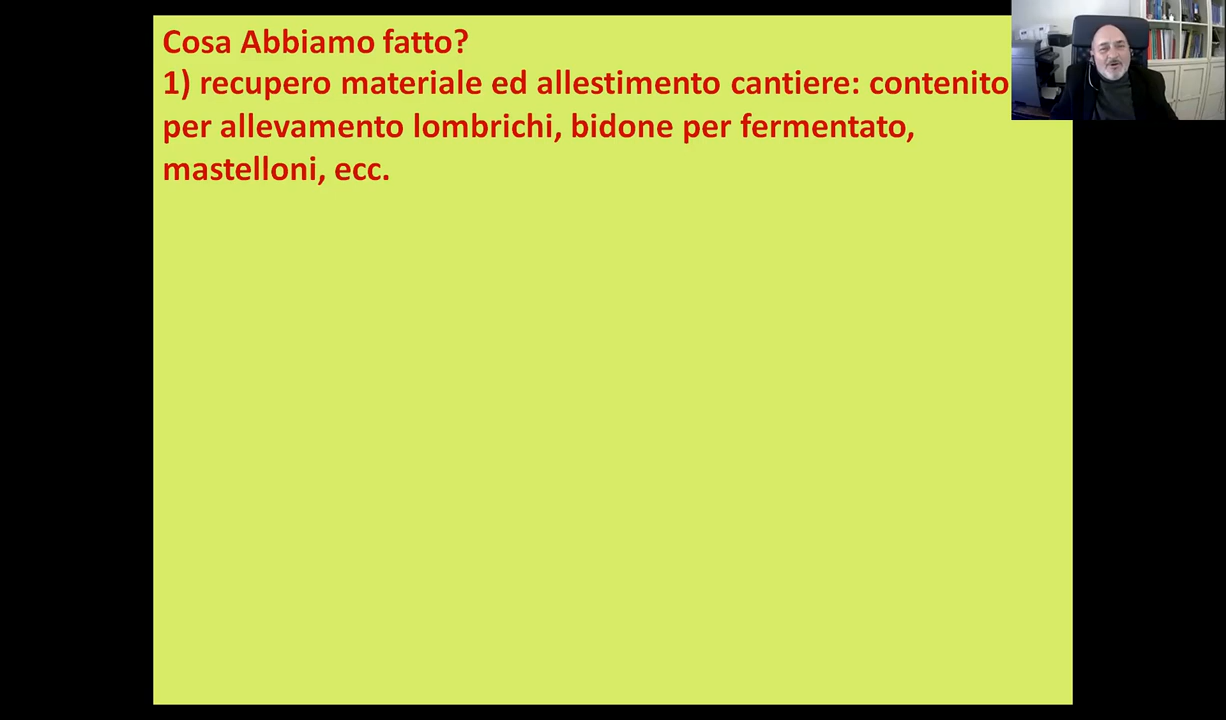 Cosa Abbiamo fatto?
1) recupero materiale ed allestimento cantiere: contenito
per allevamento lombrichi, bidone per fermentato,
mastelloni, ecc.